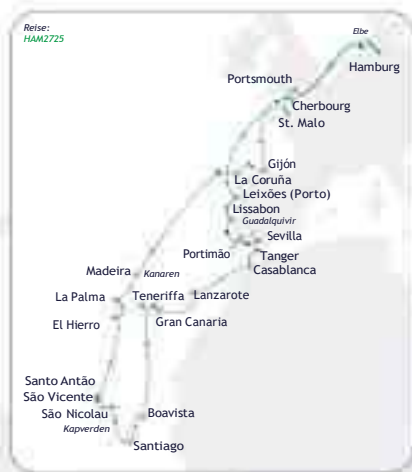 Reise:
HAM2725
Elbe
Hamburg
Portsmouth
Cherbourg
St. Malo
Gijón
La Coruña
Leixões (Porto)
Lissabon
Guadalquivir
Sevilla
Portimão
Tanger
Casablanca
Madeira
Kanaren
Lanzarote
La Palma
Teneriffa
El Hierro
Gran Canaria
Santo Antão
São Vicente
São Nicolau
Boavista
Kapverden
Santiago